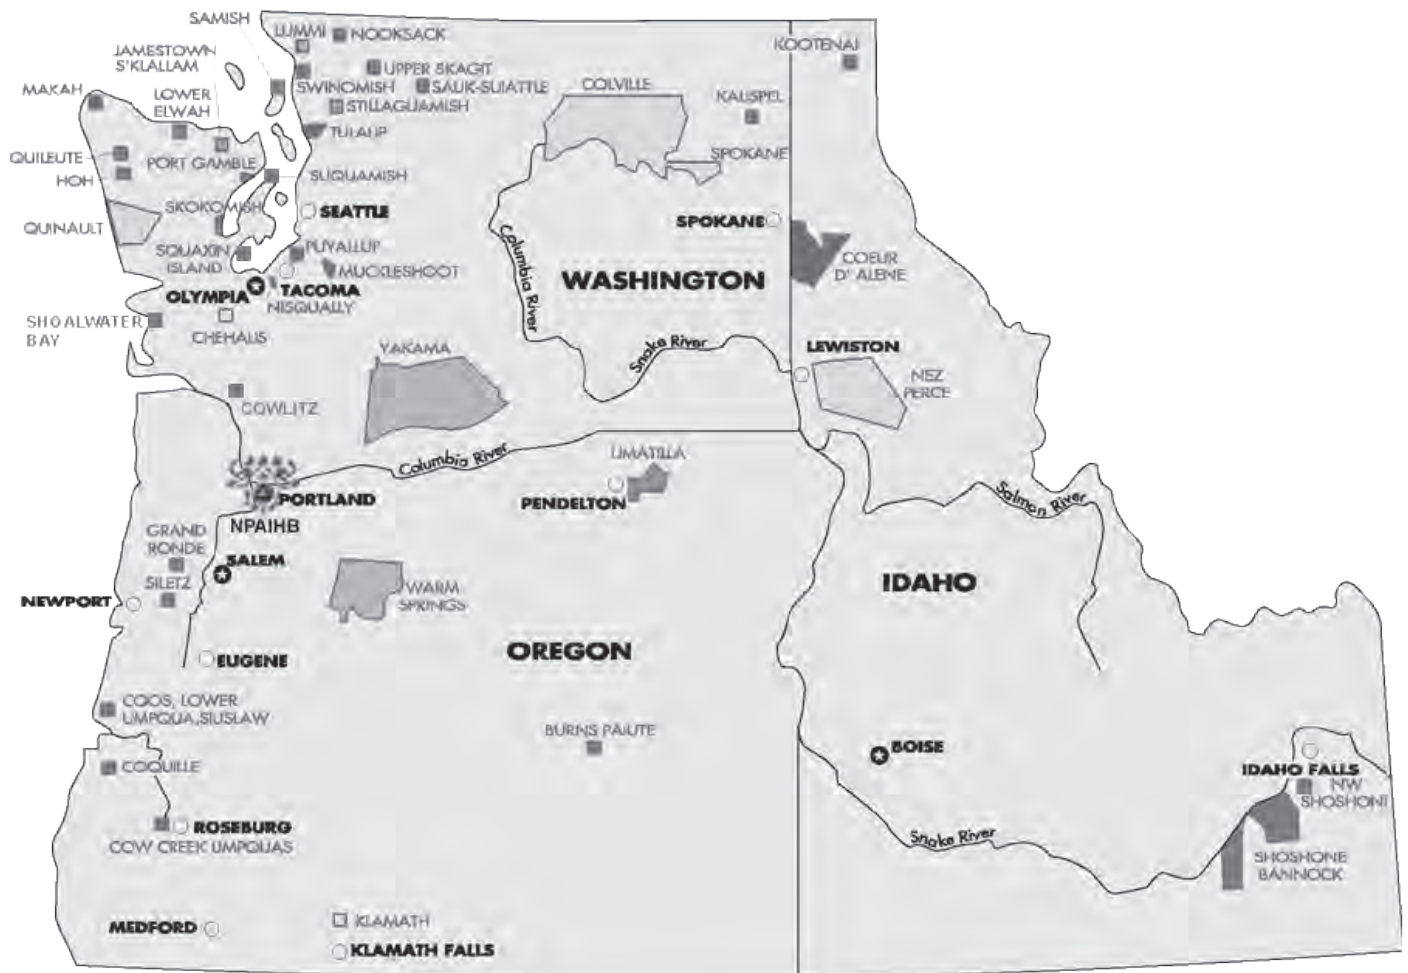 SAMISH
LUMMI
NOOKSACK
JAMESTOWN
S'KLALLAM
KOOTENAI
UPPER SKAGIT
MAKAH
LOWER
ELWAH
SWINOMISH
SAUK-SUIATTLE
COLVILLE
KALISPEL
STILLAGUAMISH
TULALIP
QUILEUTE
PORT GAMBLE
SPOKANE
HOH
SUQUAMISH
SKOKOMISH
SEATTLE
SPOKANE
QUINAULT
SQUAXIN
ISLAND
PUYALLUP
MUCKLESHOOT
Columbia River
WASHINGTON
COEUR
D' ALENE
OLYMPIA
TACOMA
NISQUALLY
SHOALWATER
BAY
CHEHALIS
YAKAMA
Snake River
LEWISTON
NEZ
PERCE
COWLITZ
Columbia River
UMATILLA
PORTLAND
PENDELTON
Salmon River
NPAIHB
GRAND
RONDE
SALEM
SILETZ
WARM
SPRINGS
IDAHO
NEWPORT
OREGON
EUGENE
COOS, LOWER
UMPQUA,SIUSLAW
BURNS PAIUTE
BOISE
COQUILLE
IDAHO FALLS
NW
SHOSHONI
ROSEBURG
COW CREEK UMPQUAS
Snake River
SHOSHONE
BANNOCK
MEDFORD
KLAMATH
KLAMATH FALLS